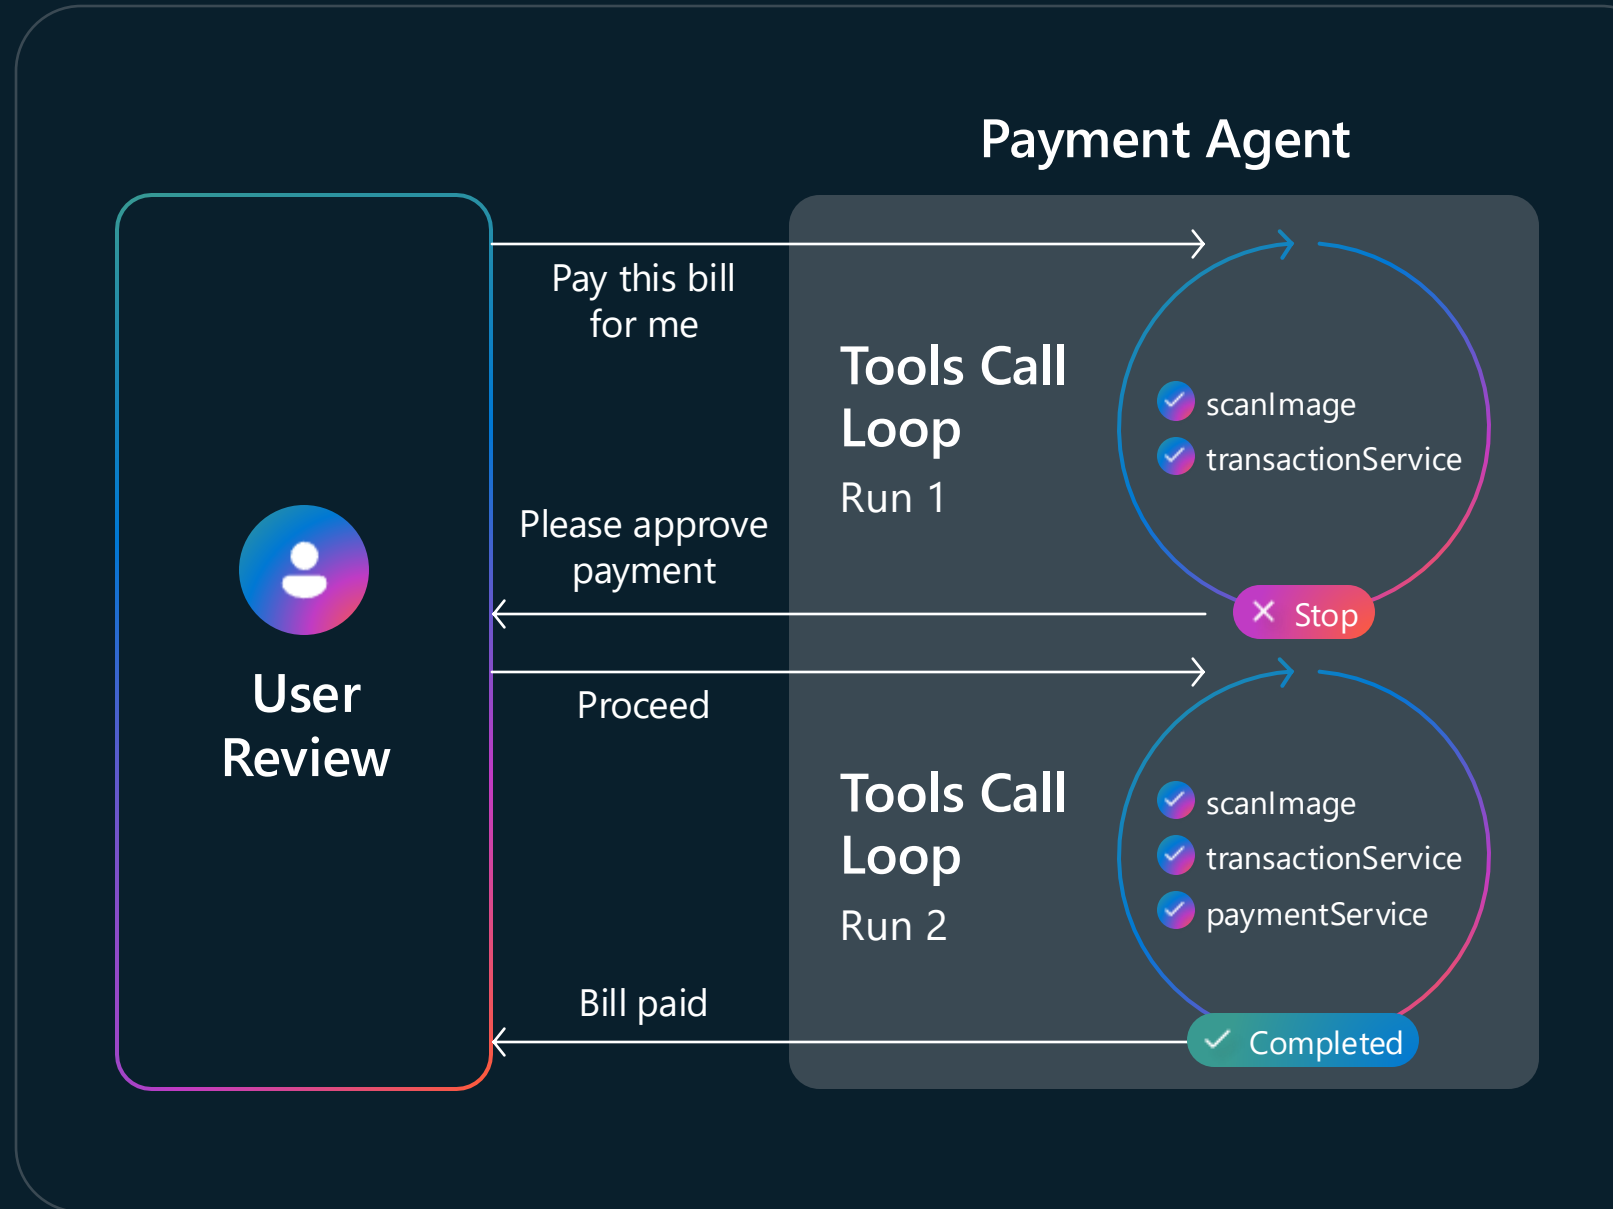 Payment Agent
Pay this bill
for me
Tools Call
Loop
Run 1
scanImage
transactionService
Please approve
payment
Stop
User
Review
Proceed
Tools Call
Loop
Run 2
scanImage
transactionService
paymentService
Bill paid
Completed